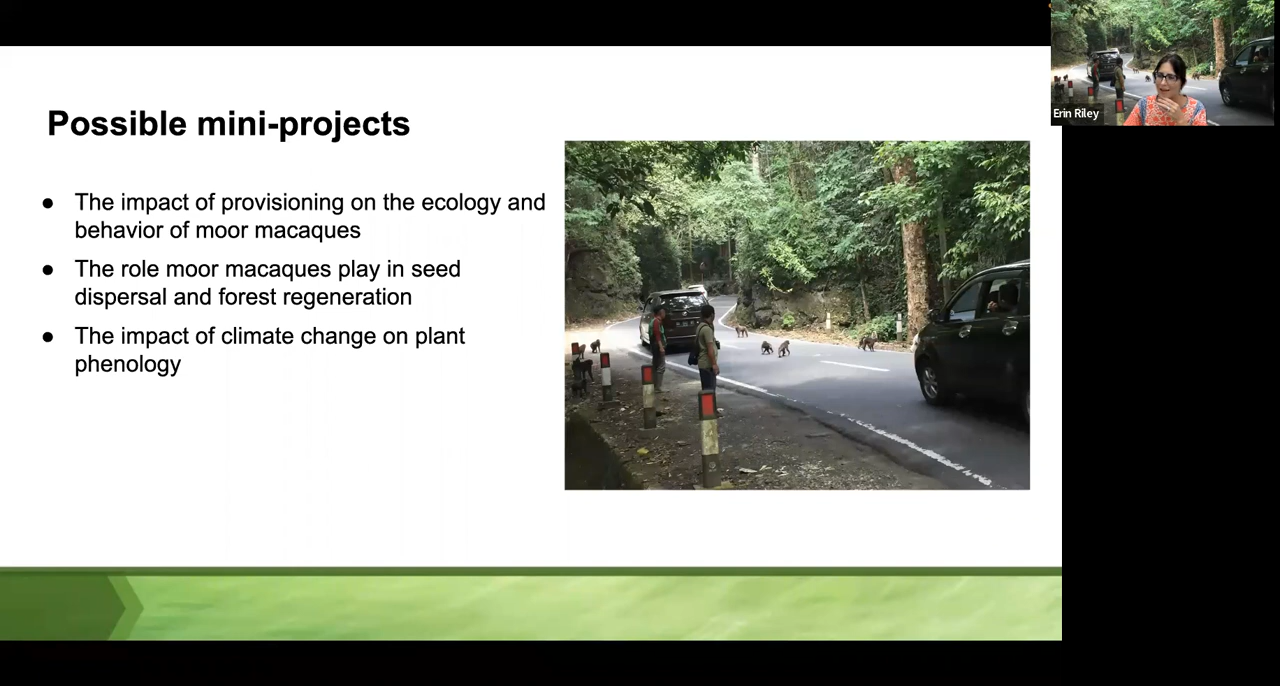 Possible mini-projects
● The impact of provisioning on the ecology and
behavior of moor macaques
● The role moor macaques play in seed
dispersal and forest regeneration
● The impact of climate change on plant
phenology
Erin Riley